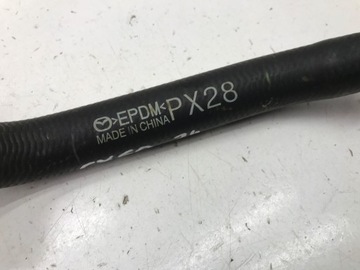 >EPDM< PX28
MADE IN CHINA